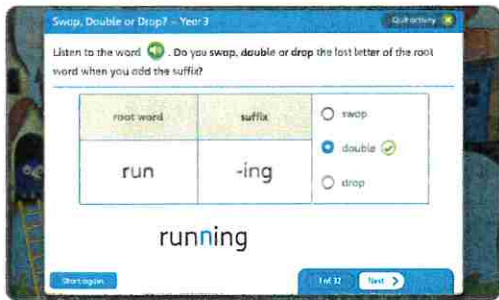 Swap, Double or Drop? – Year 3
Quit activity
Listen to the word . Do you swap, double or drop the last letter of the root
word when you add the suffix?
root word suffix
swap
double
run -ing
drop
running
Start again
1 of 32
Next